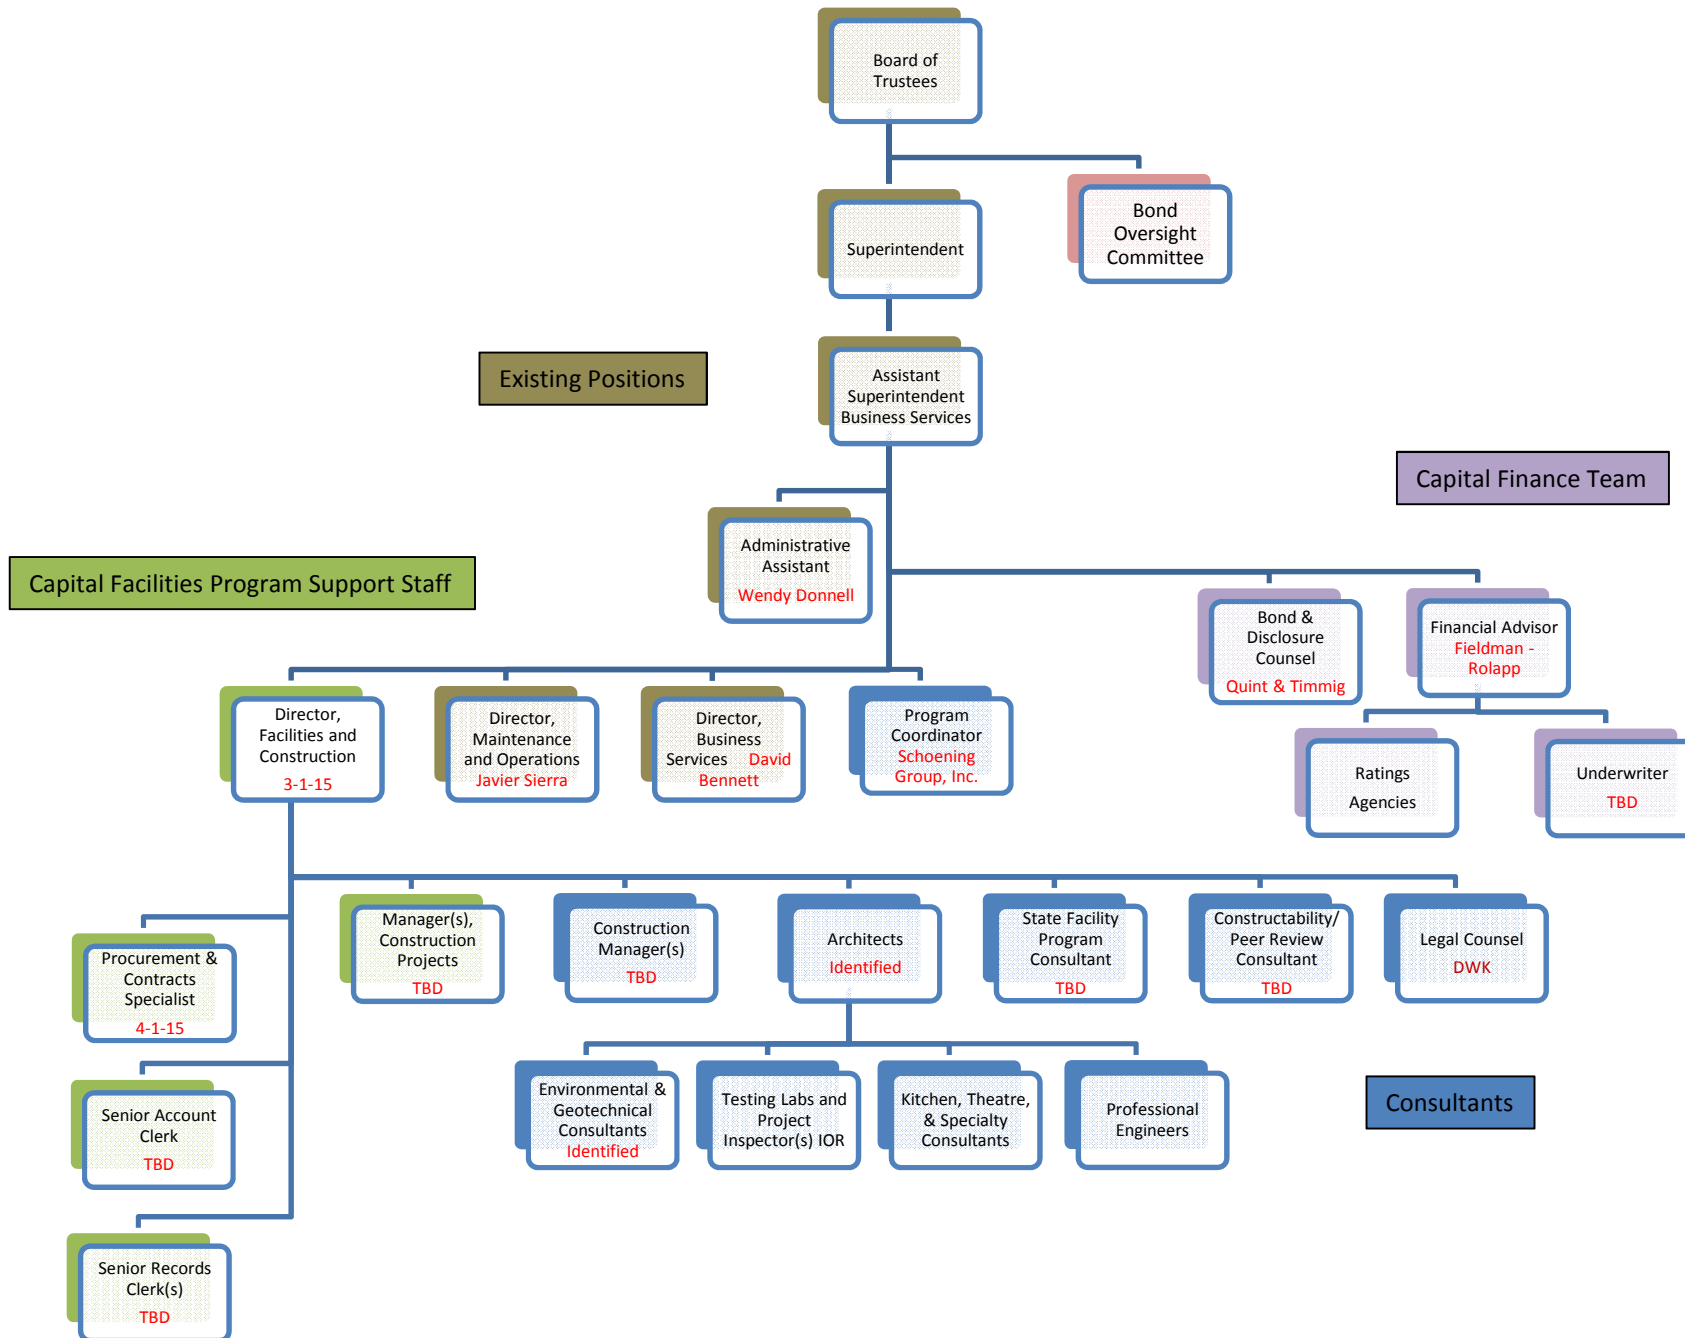 Board of
Trustees
Superintendent
Bond
Oversight
Committee
Existing Positions
Assistant
Superintendent
Business Services
Capital Finance Team
Administrative
Assistant
Wendy Donnell
Capital Facilities Program Support Staff
Bond &
Disclosure
Counsel
Quint & Timmig
Financial Advisor
Fieldman -
Rolapp
Director,
Facilities and
Construction
3-1-15
Director,
Maintenance
and Operations
Javier Sierra
Director,
Business
Services David
Bennett
Program
Coordinator
Schoening
Group, Inc.
Ratings
Agencies
Underwriter
TBD
Procurement &
Contracts
Specialist
4-1-15
Manager(s),
Construction
Projects
TBD
Construction
Manager(s)
TBD
Architects
Identified
State Facility
Program
Consultant
TBD
Constructability/
Peer Review
Consultant
TBD
Legal Counsel
DWK
Senior Account
Clerk
TBD
Environmental &
Geotechnical
Consultants
Identified
Testing Labs and
Project
Inspector(s) IOR
Kitchen, Theatre,
& Specialty
Consultants
Professional
Engineers
Consultants
Senior Records
Clerk(s)
TBD